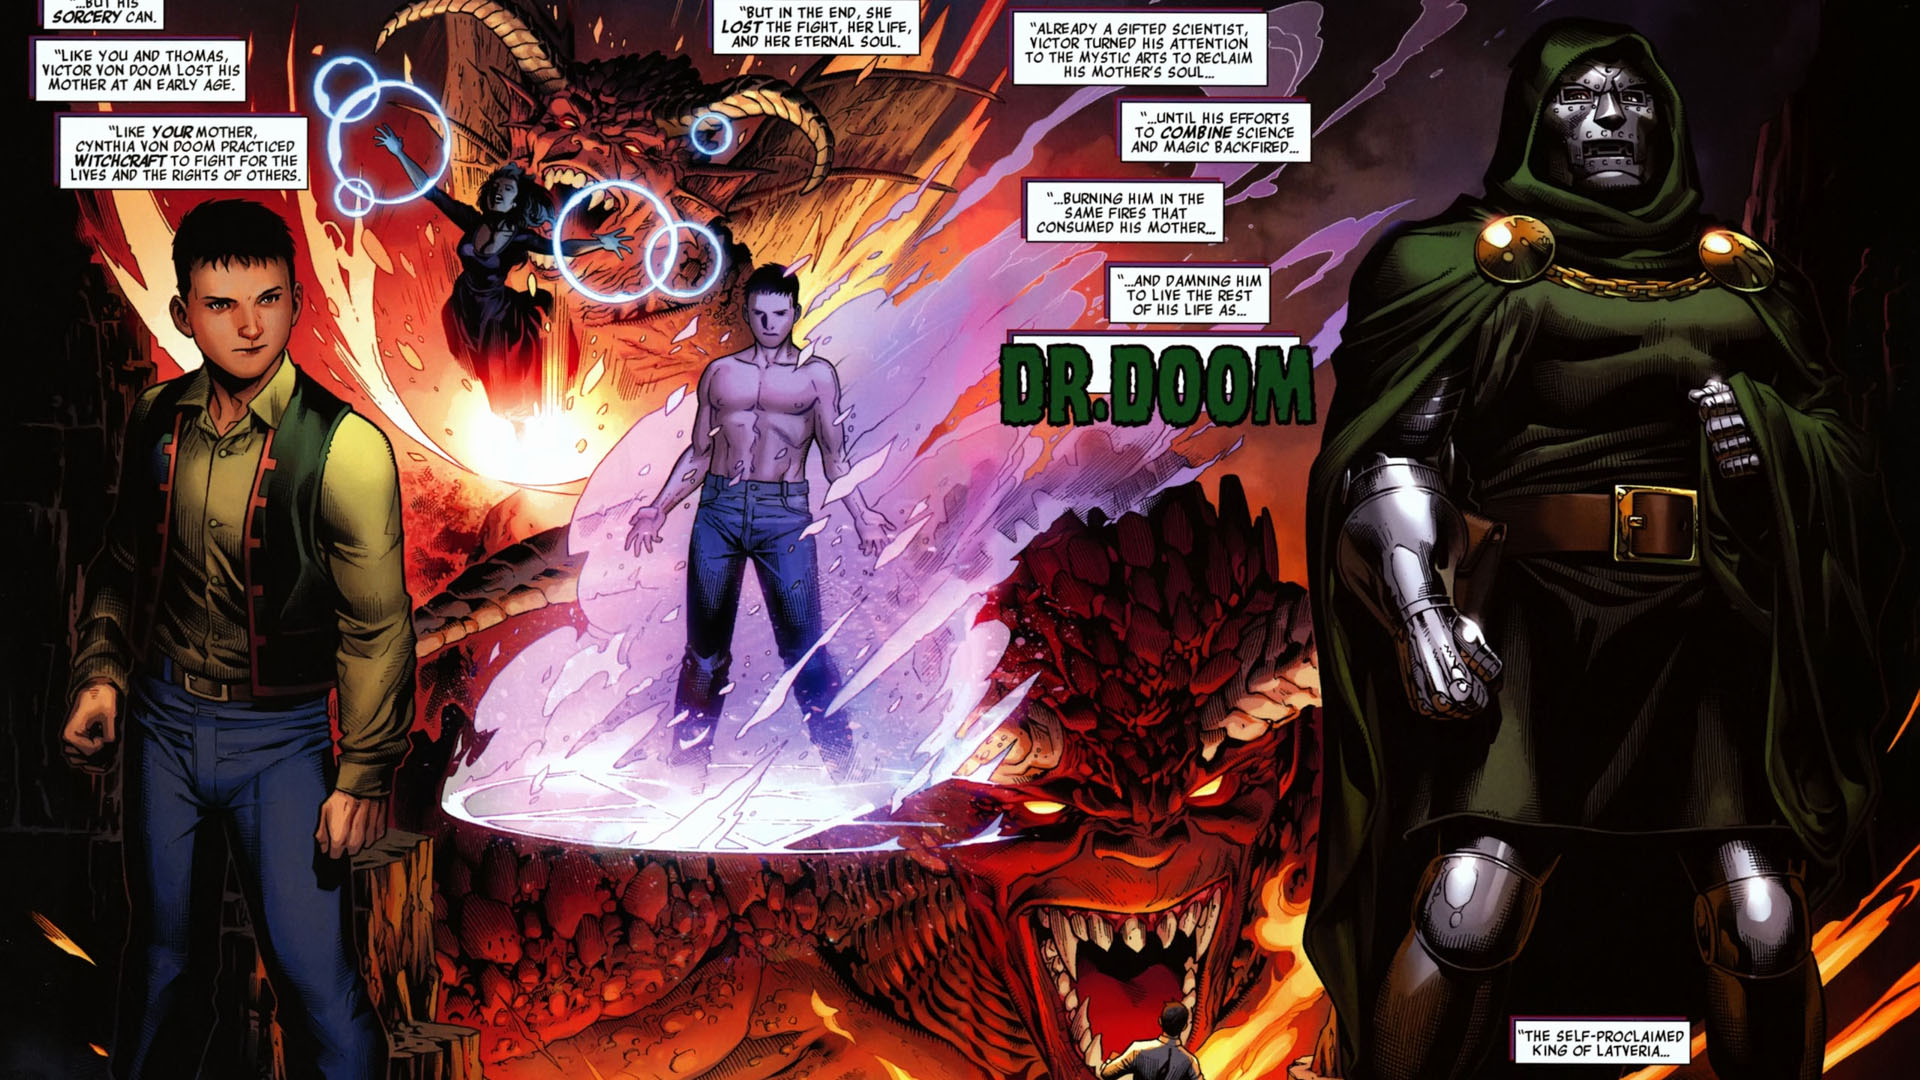 "...BUT HIS
SORCERY CAN.
"LIKE YOU AND THOMAS,
VICTOR VON DOOM LOST HIS
MOTHER AT AN EARLY AGE.
"LIKE YOUR MOTHER,
CYNTHIA VON DOOM PRACTICED
WITCHCRAFT TO FIGHT FOR THE
LIVES AND THE RIGHTS OF OTHERS.
"BUT IN THE END, SHE
LOST THE FIGHT, HER LIFE,
AND HER ETERNAL SOUL.
"ALREADY A GIFTED SCIENTIST,
VICTOR TURNED HIS ATTENTION
TO THE MYSTIC ARTS TO RECLAIM
HIS MOTHER'S SOUL...
"...UNTIL HIS EFFORTS
TO COMBINE SCIENCE
AND MAGIC BACKFIRED...
"...BURNING HIM IN THE
SAME FIRES THAT
CONSUMED HIS MOTHER...
"...AND DAMNING HIM
TO LIVE THE REST
OF HIS LIFE AS...
DR. DOOM
"THE SELF-PROCLAIMED
KING OF LATVERIA...